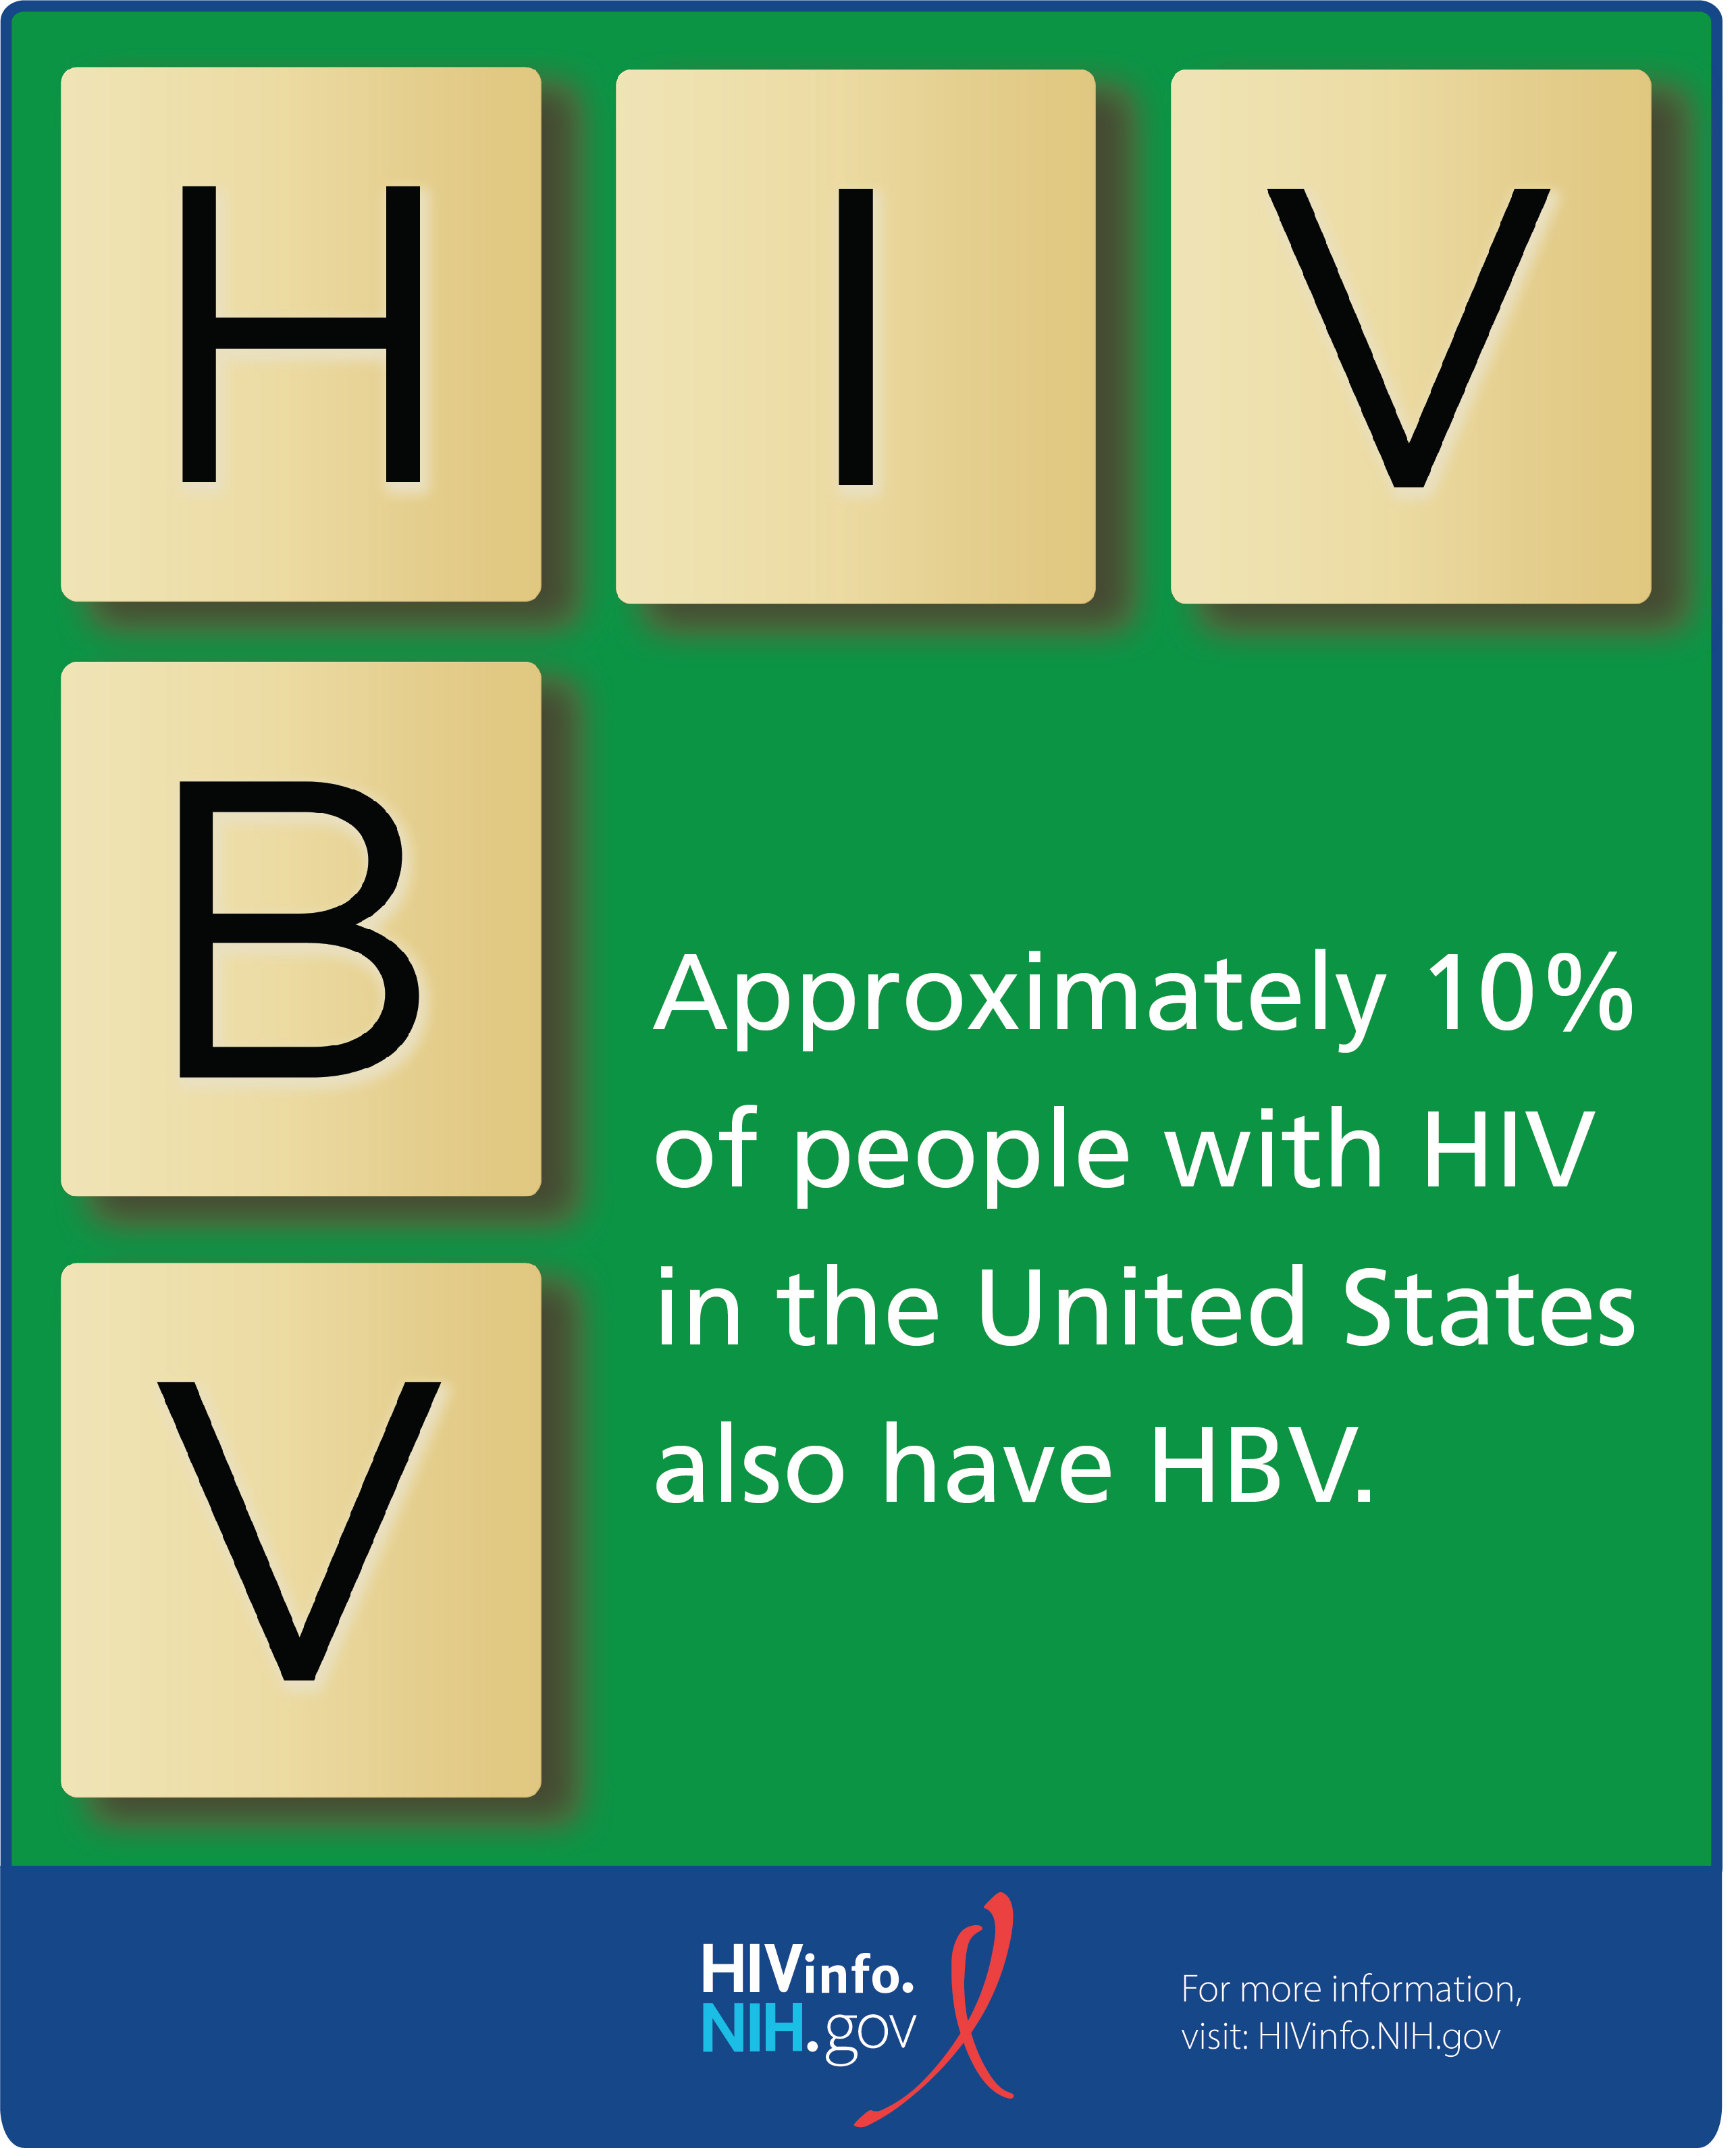 H I V
B
V
Approximately 10%
of people with HIV
in the United States
also have HBV.
HIVinfo.
NIH.gov
For more information,
visit: HIVinfo.NIH.gov